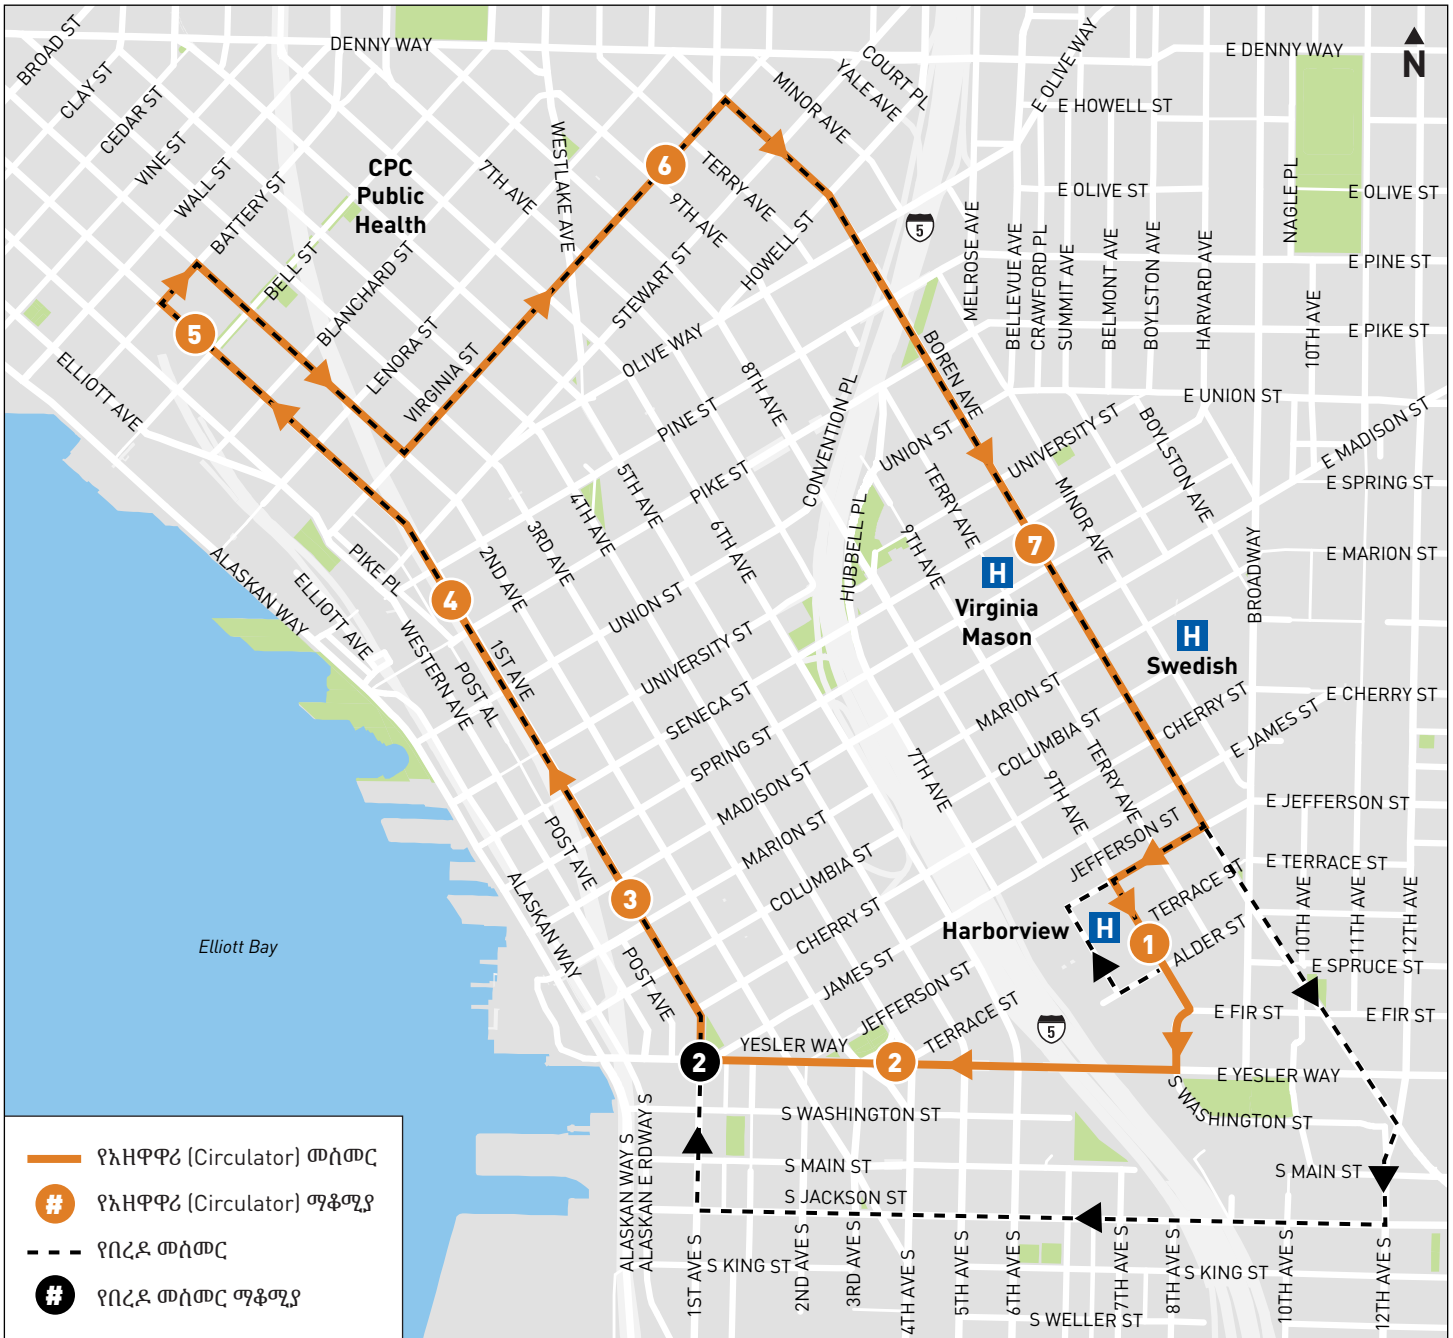 BROAD ST
DENNY WAY
COURT PL
YALE AVE
MINOR AVE
E OLIVE WAY
E DENNY WAY
N
CLAY ST
CEDAR ST
VINE ST
WALL ST
BATTERY ST
BELL ST
BLANCHARD ST
LENORA ST
VIRGINIA ST
CPC
Public
Health
7TH AVE
WESTLAKE AVE
6
TERRY AVE
9TH AVE
STEWART ST
HOWELL ST
OLIVE WAY
5
E HOWELL ST
E OLIVE ST
NAGLE PL
E OLIVE ST
MELROSE AVE
BELLEVUE AVE
CRAWFORD PL
SUMMIT AVE
BELMONT AVE
BOYLSTON AVE
HARVARD AVE
10TH AVE
E PINE ST
E PIKE ST
E UNION ST
E MADISON ST
E SPRING ST
E MARION ST
5
ELLIOTT AVE
PINE ST
8TH AVE
PIKE ST
CONVENTION PL
BOREN AVE
UNION ST
UNIVERSITY ST
BOYLSTON AVE
MINOR AVE
TERRY AVE
HUBBELL PL
9TH AVE
BROADWAY
7
H
Virginia
Mason
H
Swedish
5TH AVE
4TH AVE
3RD AVE
6TH AVE
2ND AVE
PIKE PL
ALASKAN WAY
ELLIOTT AVE
4
WESTERN AVE
POST AL
1ST AVE
UNION ST
UNIVERSITY ST
SENECA ST
SPRING ST
MADISON ST
MARION ST
COLUMBIA ST
CHERRY ST
JAMES ST
JEFFERSON ST
TERRACE ST
MARION ST
COLUMBIA ST
CHERRY ST
E CHERRY ST
E JAMES ST
7TH AVE
9TH AVE
TERRY AVE
JEFFERSON ST
E JEFFERSON ST
E TERRACE ST
TERRACE ST
ALDER ST
10TH AVE
11TH AVE
12TH AVE
E SPRUCE ST
E FIR ST
E FIR ST
POST AVE
3
ALASKAN WAY
POST AVE
Elliott Bay
Harborview
H
1
5
2
YESLER WAY
2
E YESLER WAY
S WASHINGTON ST
S WASHINGTON ST
S MAIN ST
S MAIN ST
S JACKSON ST
S KING ST
S KING ST
S WELLER ST
ALASKAN WAY S
ALASKAN E RDWAY S
1ST AVE S
2ND AVE S
3RD AVE S
4TH AVE S
5TH AVE S
6TH AVE S
7TH AVE S
8TH AVE S
10TH AVE S
12TH AVE S
የአዘዋዋሪ (Circulator) መስመር
# የአዘዋዋሪ (Circulator) ማቆሚያ
የበረዶ መስመር
# የበረዶ መስመር ማቆሚያ